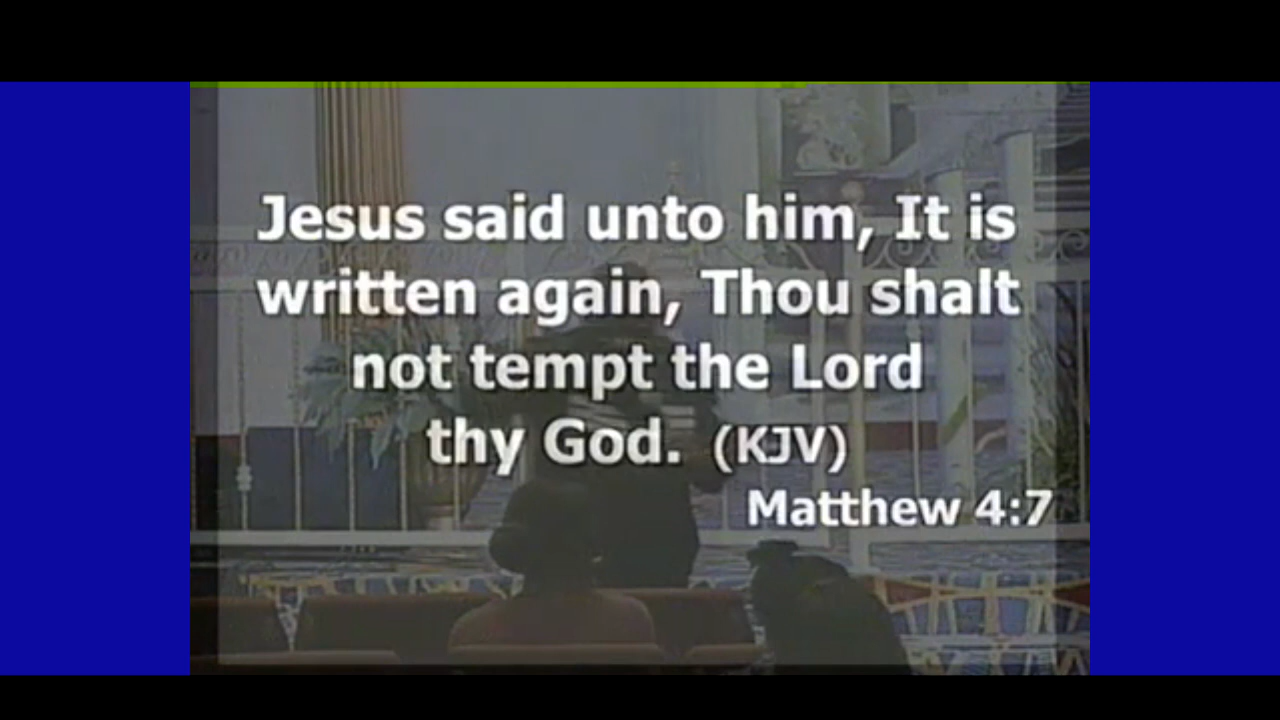 Jesus said unto him, It is
written again, Thou shalt
not tempt the Lord
thy God. (KJV)
Matthew 4:7